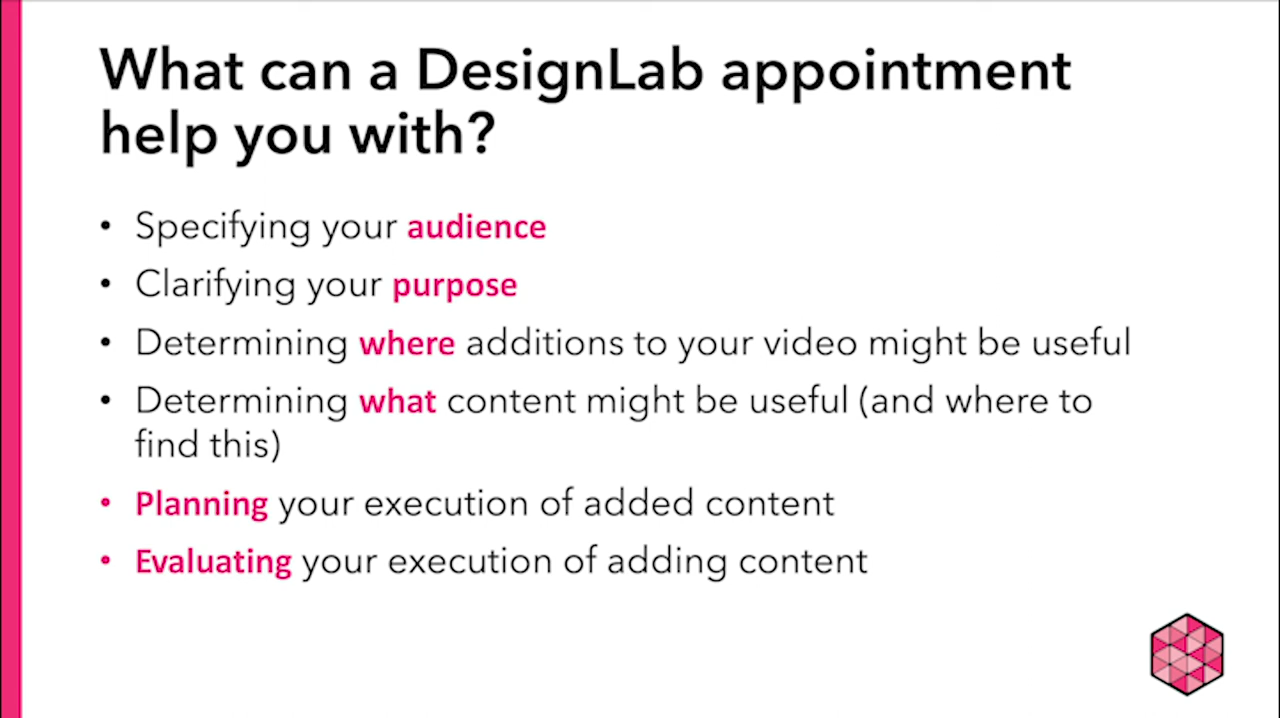 What can a DesignLab appointment
help you with?
• Specifying your audience
• Clarifying your purpose
• Determining where additions to your video might be useful
• Determining what content might be useful (and where to
find this)
• Planning your execution of added content
• Evaluating your execution of adding content